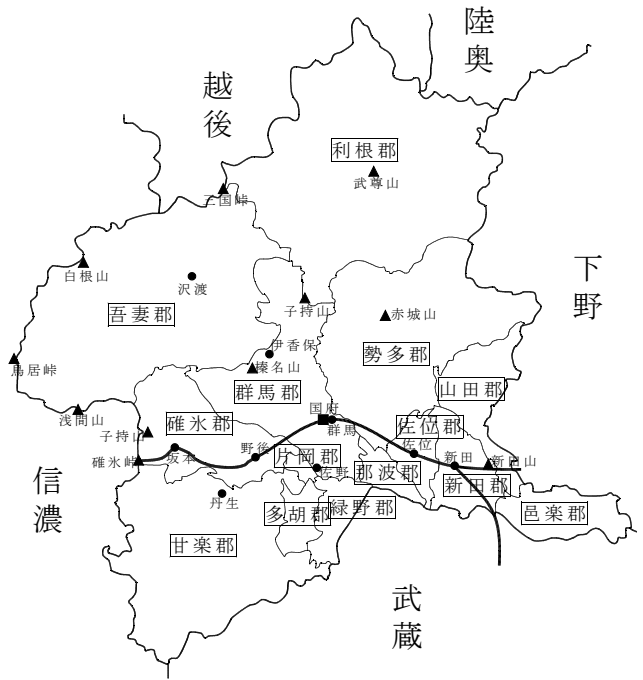 陸奥
越後
利根郡
武尊山
三国峠
白根山
沢渡
下野
子持山
吾妻郡
赤城山
伊香保
勢多郡
鳥居峠
榛名山
山田郡
群馬郡
浅間山
国府
碓氷郡
佐位郡
群馬
子持山
佐位
野後
片岡郡
坂本
新田
新田山
碓氷峠
佐野
那波郡
信濃
新田郡
丹生
多胡郡
緑野郡
邑楽郡
甘楽郡
武蔵